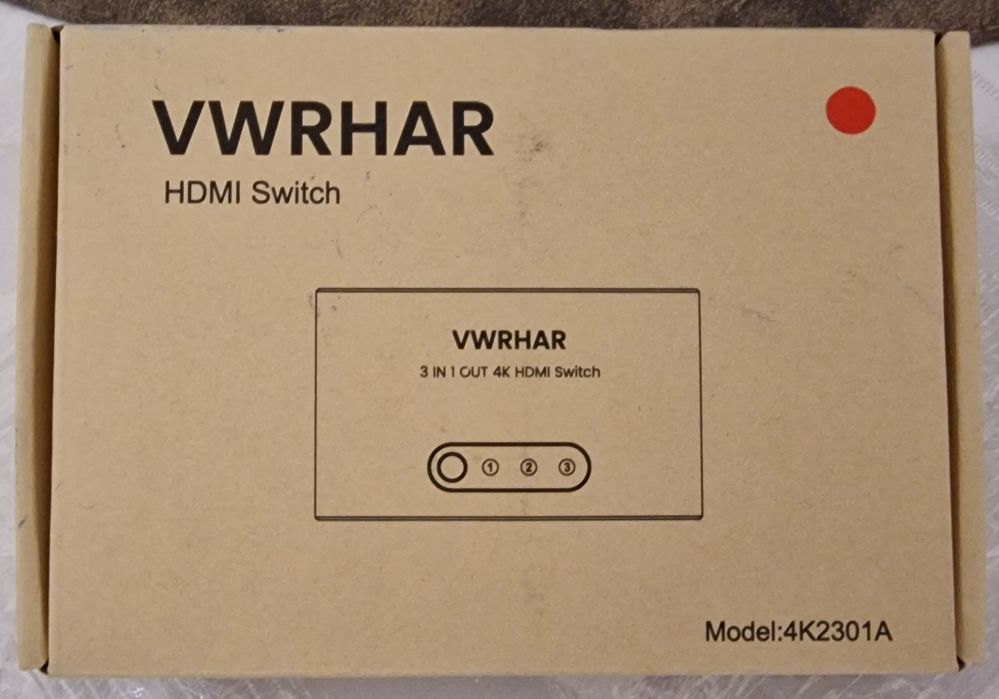 VWRHAR
HDMI Switch
VWRHAR
3 IN 1 OUT 4K HDMI Switch
① ② ③
Model:4K2301A